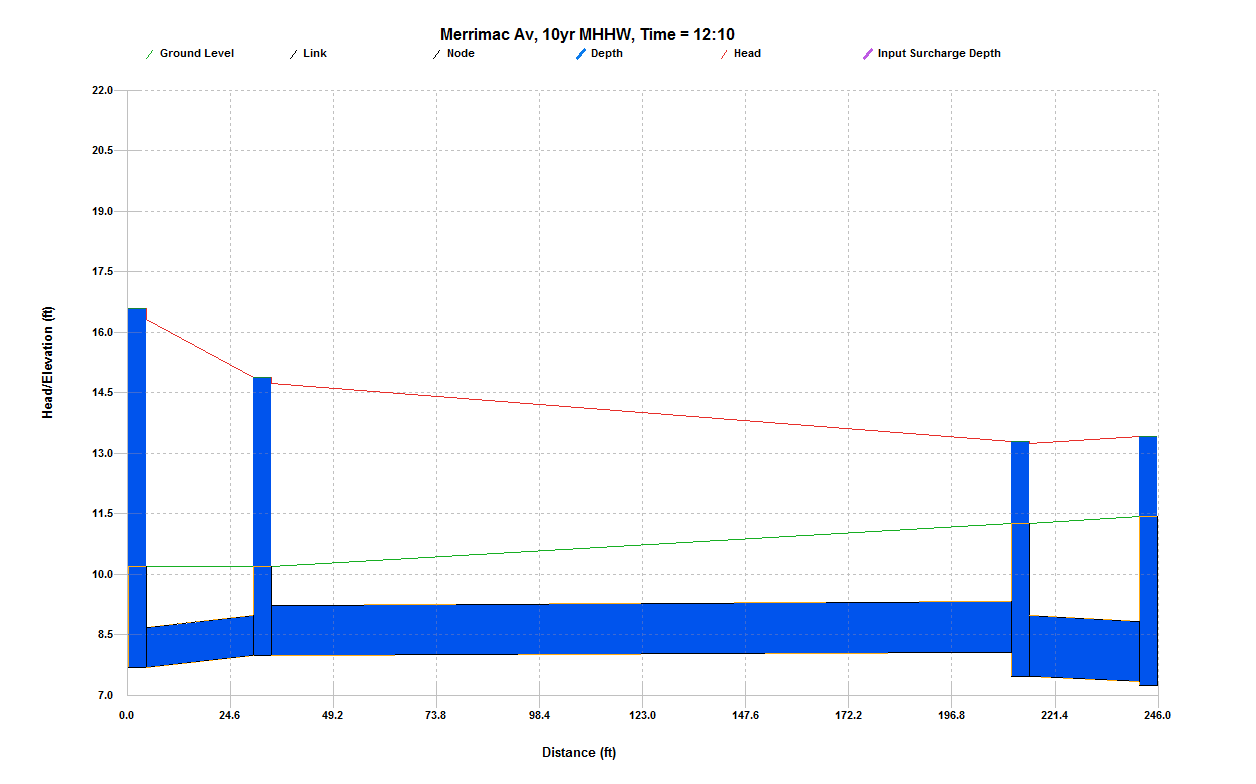 Merrimac Av, 10yr MHHW, Time = 12:10
Ground Level Link Node Depth Head Input Surcharge Depth
22.0
20.5
19.0
17.5
16.0
14.5
13.0
11.5
10.0
8.5
7.0
Head/Elevation (ft)
0.0 24.6 49.2 73.8 98.4 123.0 147.6 172.2 196.8 221.4 246.0
Distance (ft)